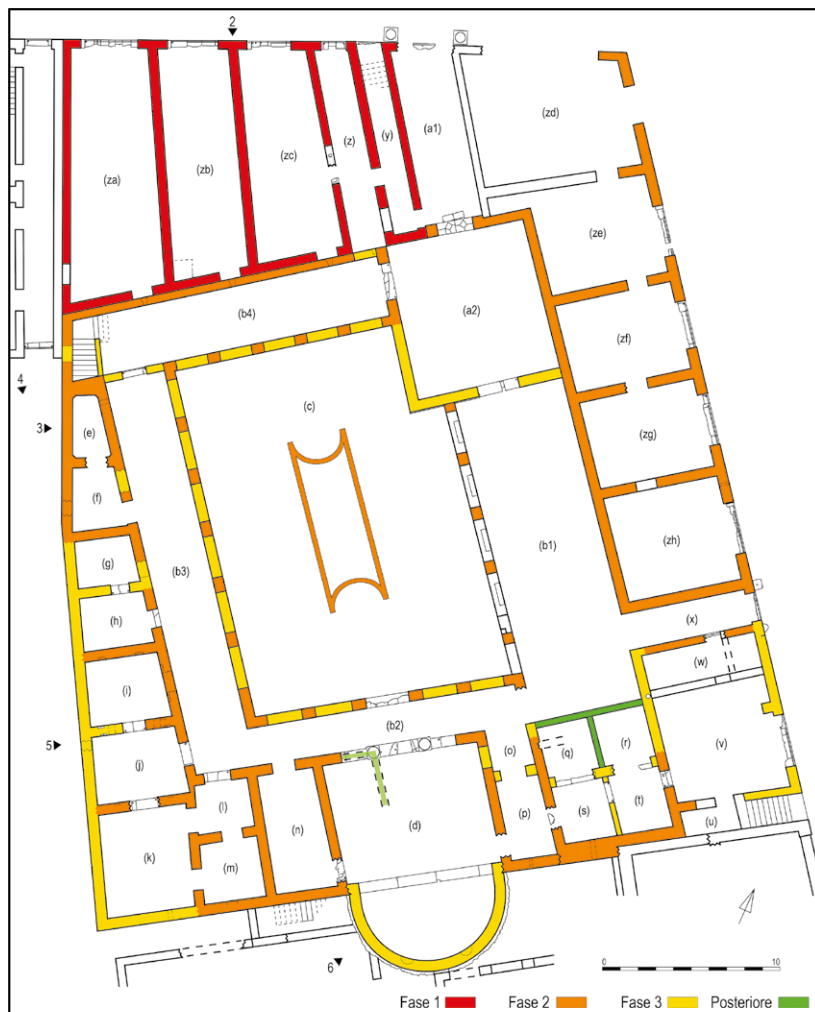 2
(zd)
(z)
(a1)
(y)
(za)
(zb)
(zc)
(ze)
(b4)
(a2)
(zf)
4
(c)
3
(e)
(zg)
(f)
(b1)
(zh)
(b3)
(g)
(h)
(x)
(w)
(i)
(b2)
5
(o)
(q)
(r)
(v)
(j)
(l)
(p)
(s)
(t)
(n)
(d)
(u)
(k)
(m)
6
0 10
Fase 1 Fase 2 Fase 3 Posteriore